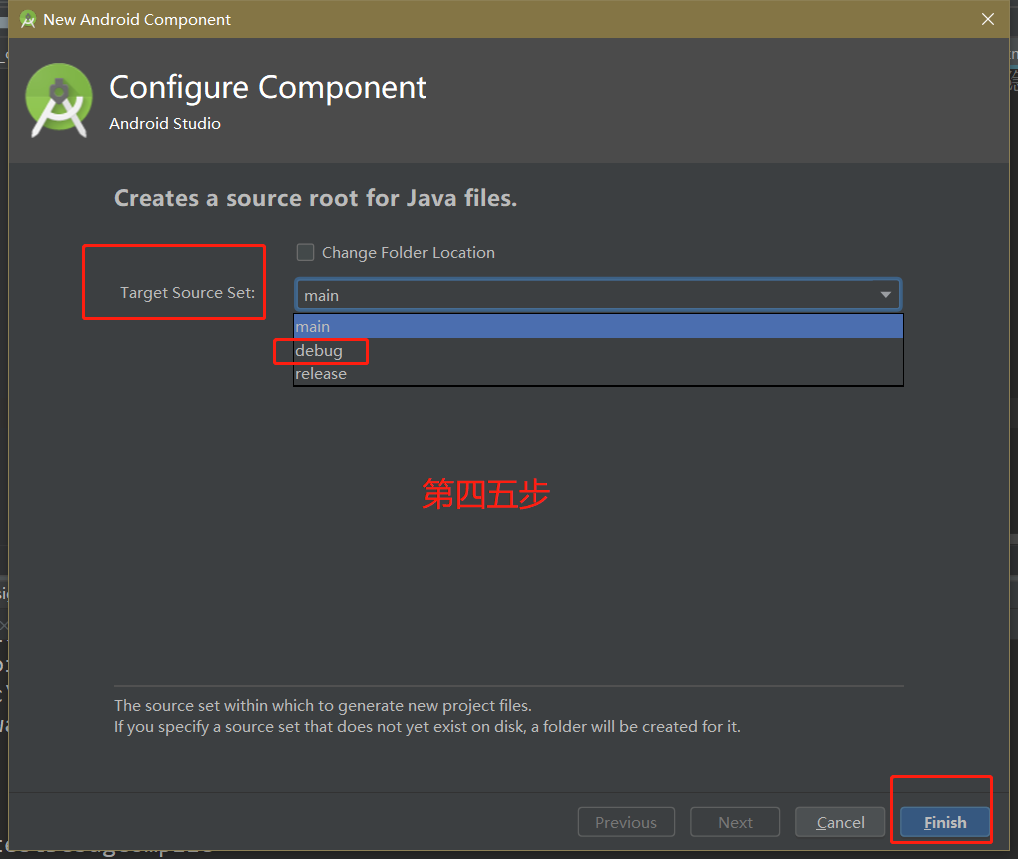 New Android Component
Configure Component
Android Studio
Creates a source root for Java files.
Change Folder Location
Target Source Set:
main
main
debug
release
第四五步
The source set within which to generate new project files.
If you specify a source set that does not yet exist on disk, a folder will be created for it.
Previous
Next
Cancel
Finish